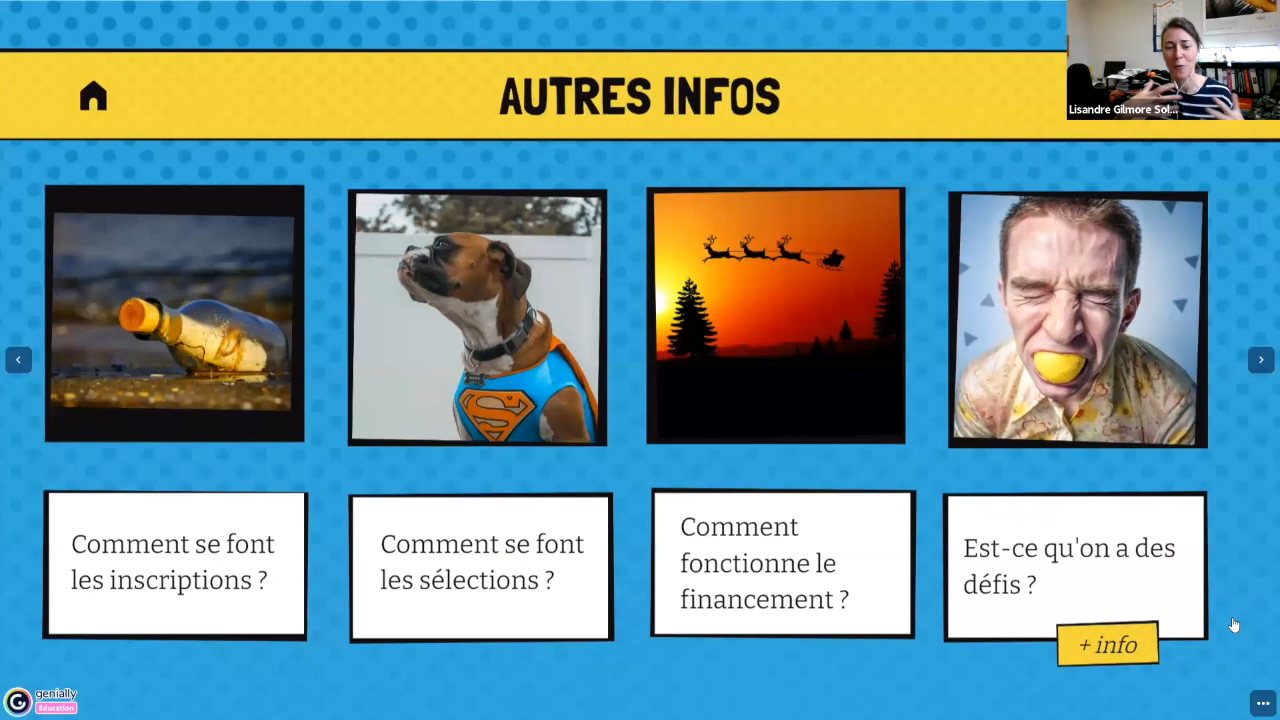 AUTRES INFOS
Lisandre Gilmore Sol...
Comment se font
les inscriptions ?
Comment se font
les sélections ?
Comment
fonctionne le
financement ?
Est-ce qu'on a des
défis ?
+ info
genially
Education